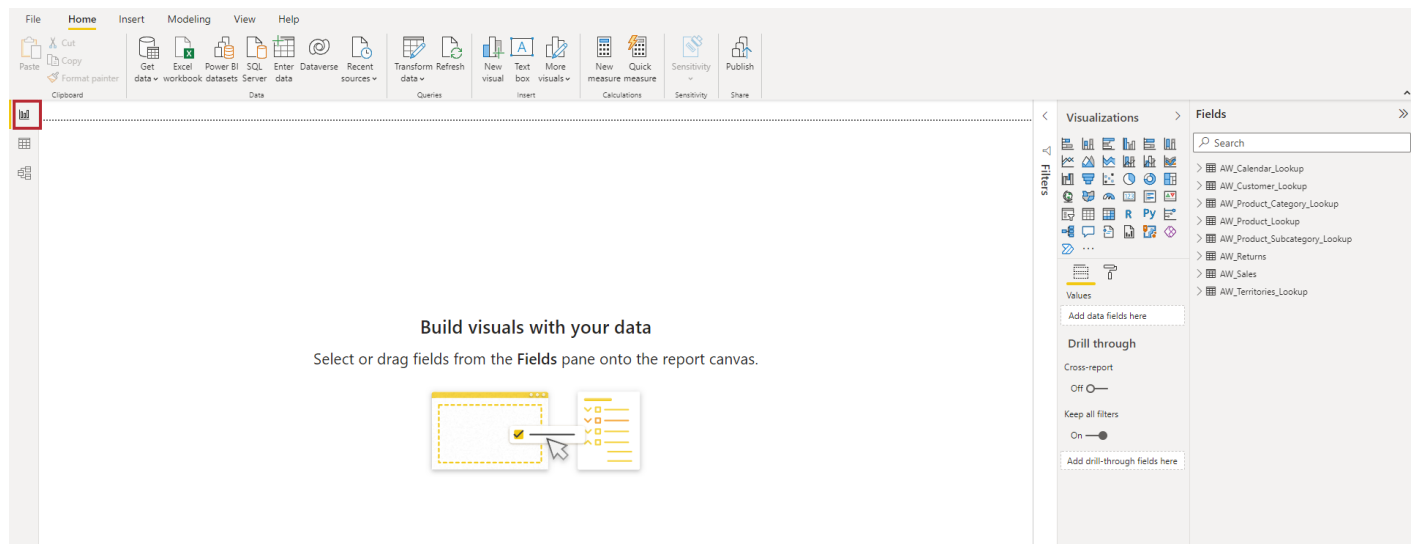 File Home Insert Modeling View Help
Paste
Cut
Copy
Format painter
Clipboard
Get data
Excel workbook
Power BI datasets
SQL Server
Enter data
Dataverse
Recent sources
Data
Transform data
Refresh
Queries
New visual
Text box
A
More visuals
Insert
New measure
Quick measure
Calculations
Sensitivity
Sensitivity
Publish
Share
Build visuals with your data
Select or drag fields from the Fields pane onto the report canvas.
Filters
Visualizations
R Py
Values
Add data fields here
Drill through
Cross-report
Off
Keep all filters
On
Add drill-through fields here
Fields
Search
AW_Calendar_Lookup
AW_Customer_Lookup
AW_Product_Category_Lookup
AW_Product_Lookup
AW_Product_Subcategory_Lookup
AW_Returns
AW_Sales
AW_Territories_Lookup